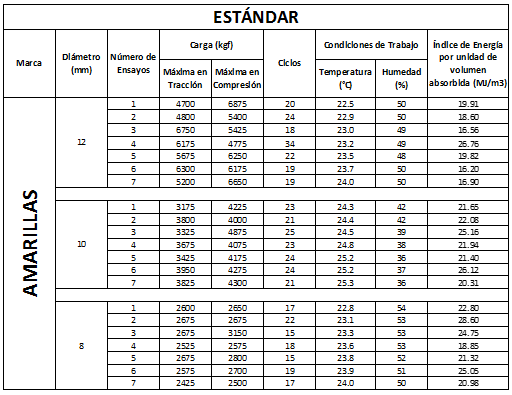 ESTÁNDAR
Marca Diámetro (mm) Número de Ensayos Carga (kgf) Ciclos Condiciones de Trabajo Índice de Energía por unidad de volumen absorbida (MJ/m3)
Máxima en Tracción Máxima en Compresión Temperatura (°C) Humedad (%)
AMARILLAS
12
1 4700 6875 20 22.5 50 19.91
2 4800 5400 24 22.9 50 18.60
3 6750 5425 18 23.0 49 16.56
4 6175 4775 34 23.2 49 26.76
5 5675 6250 22 23.5 48 19.82
6 6300 6175 19 23.7 50 16.20
7 5200 6650 19 24.0 50 16.90
10
1 3175 4225 23 24.3 42 21.65
2 3800 4000 21 24.4 42 22.08
3 3325 4875 25 24.5 39 25.16
4 3675 4075 23 24.8 38 21.94
5 3425 4175 24 25.2 36 21.40
6 3950 4275 24 25.2 37 26.12
7 3825 4300 21 25.3 36 20.31
8
1 2600 2650 17 22.8 54 22.80
2 2675 2675 22 23.1 53 28.60
3 2675 3150 15 23.3 53 24.75
4 2525 2575 18 23.6 53 18.85
5 2675 2800 15 23.8 52 21.32
6 2575 2700 19 23.9 51 25.05
7 2425 2500 17 24.0 50 20.98